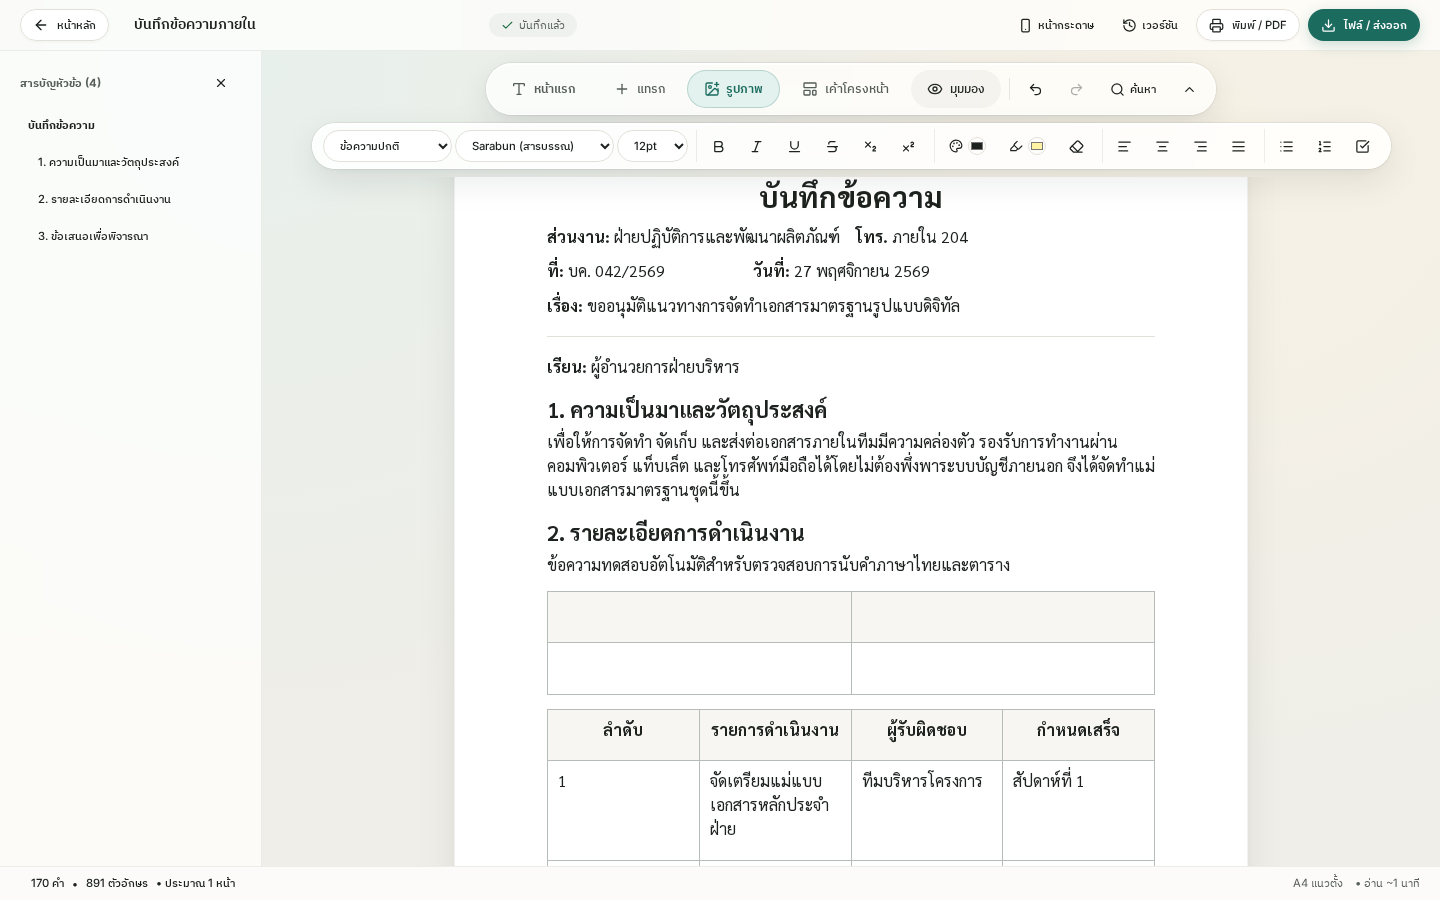 หน้าหลัก
บันทึกข้อความภายใน
บันทึกแล้ว
หน้ากระดาษ
เวอร์ชัน
พิมพ์ / PDF
ไฟล์ / ส่งออก
สารบัญหัวข้อ (4)
บันทึกข้อความ
1. ความเป็นมาและวัตถุประสงค์
2. รายละเอียดการดำเนินงาน
3. ข้อเสนอเพื่อพิจารณา
หน้าแรก
แทรก
รูปภาพ
เค้าโครงหน้า
มุมมอง
ค้นหา
ข้อความปกติ
Sarabun (สารบรรณ)
12pt
บันทึกข้อความ
ส่วนงาน: ฝ่ายปฏิบัติการและพัฒนาผลิตภัณฑ์ โทร. ภายใน 204
ที่: บค. 042/2569 วันที่: 27 พฤศจิกายน 2569
เรื่อง: ขออนุมัติแนวทางการจัดทำเอกสารมาตรฐานรูปแบบดิจิทัล
เรียน: ผู้อำนวยการฝ่ายบริหาร
1. ความเป็นมาและวัตถุประสงค์
เพื่อให้การจัดทำ จัดเก็บ และส่งต่อเอกสารภายในทีมมีความคล่องตัว รองรับการทำงานผ่าน
คอมพิวเตอร์ แท็บเล็ต และโทรศัพท์มือถือได้โดยไม่ต้องพึ่งพาระบบบัญชีภายนอก จึงได้จัดทำแม่
แบบเอกสารมาตรฐานชุดนี้ขึ้น
2. รายละเอียดการดำเนินงาน
ข้อความทดสอบอัตโนมัติสำหรับตรวจสอบการนับคำภาษาไทยและตาราง
ลำดับ รายการดำเนินงาน ผู้รับผิดชอบ กำหนดเสร็จ
1 จัดเตรียมแม่แบบ ทีมบริหารโครงการ สัปดาห์ที่ 1
เอกสารหลักประจำ
ฝ่าย
170 คำ • 891 ตัวอักษร • ประมาณ 1 หน้า
A4 แนวตั้ง • อ่าน ~1 นาที